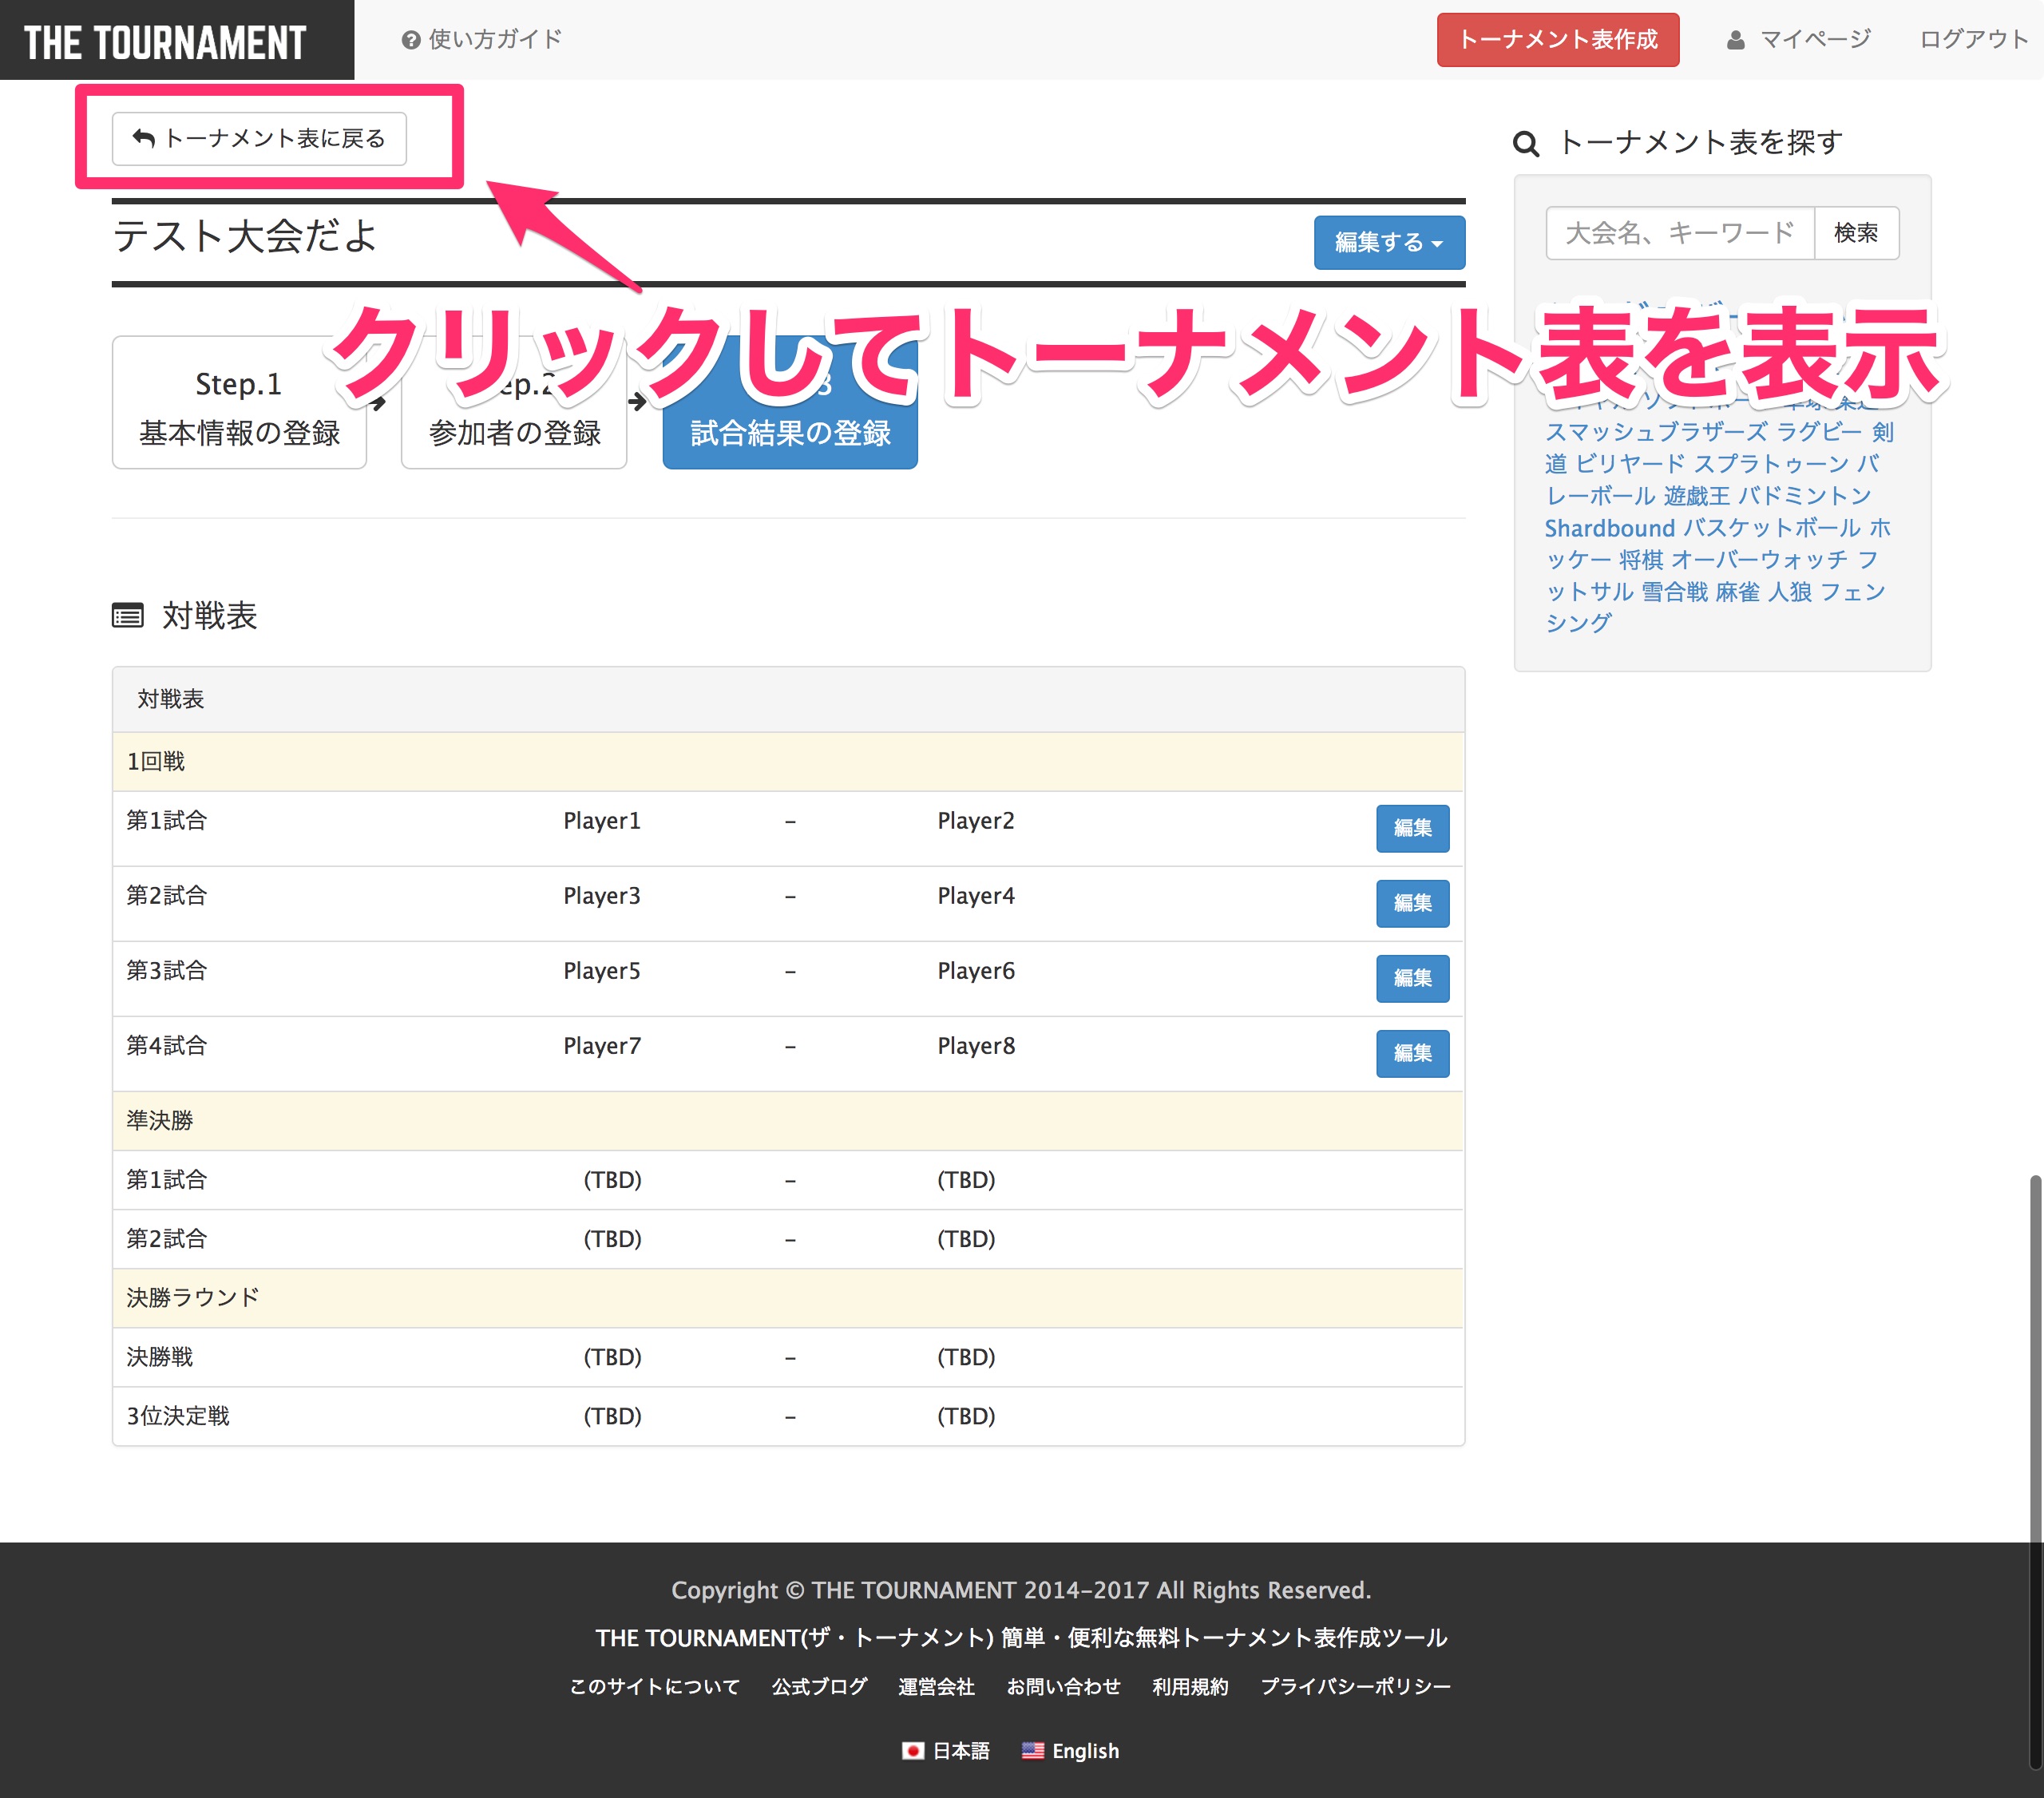 THE TOURNAMENT
使い方ガイド
トーナメント表作成
マイページ
ログアウト
トーナメント表に戻る
テスト大会だよ
編集する
クリックしてトーナメント表を表示
Step.1
基本情報の登録
参加者の登録
試合結果の登録
対戦表
対戦表
1回戦
第1試合 Player1 – Player2 編集
第2試合 Player3 – Player4 編集
第3試合 Player5 – Player6 編集
第4試合 Player7 – Player8 編集
準決勝
第1試合 (TBD) – (TBD)
第2試合 (TBD) – (TBD)
決勝ラウンド
決勝戦 (TBD) – (TBD)
3位決定戦 (TBD) – (TBD)
トーナメント表を探す
大会名、キーワード 検索
スマッシュブラザーズ ラグビー 剣
道 ビリヤード スプラトゥーン バ
レーボール 遊戯王 バドミントン
Shardbound バスケットボール ホ
ッケー 将棋 オーバーウォッチ フ
ットサル 雪合戦 麻雀 人狼 フェン
シング
Copyright © THE TOURNAMENT 2014-2017 All Rights Reserved.
THE TOURNAMENT(ザ・トーナメント) 簡単・便利な無料トーナメント表作成ツール
このサイトについて 公式ブログ 運営会社 お問い合わせ 利用規約 プライバシーポリシー
日本語 English